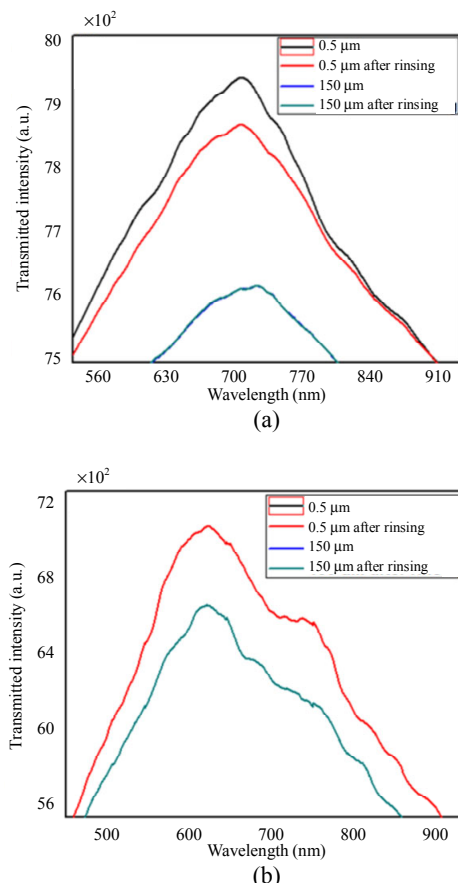 ×10²
80
79
78
77
76
75
Transmitted intensity (a.u.)
0.5 μm
0.5 μm after rinsing
150 μm
150 μm after rinsing
560 630 700 770 840 910
Wavelength (nm)
(a)
×10²
72
68
64
60
56
Transmitted intensity (a.u.)
0.5 μm
0.5 μm after rinsing
150 μm
150 μm after rinsing
500 600 700 800 900
Wavelength (nm)
(b)